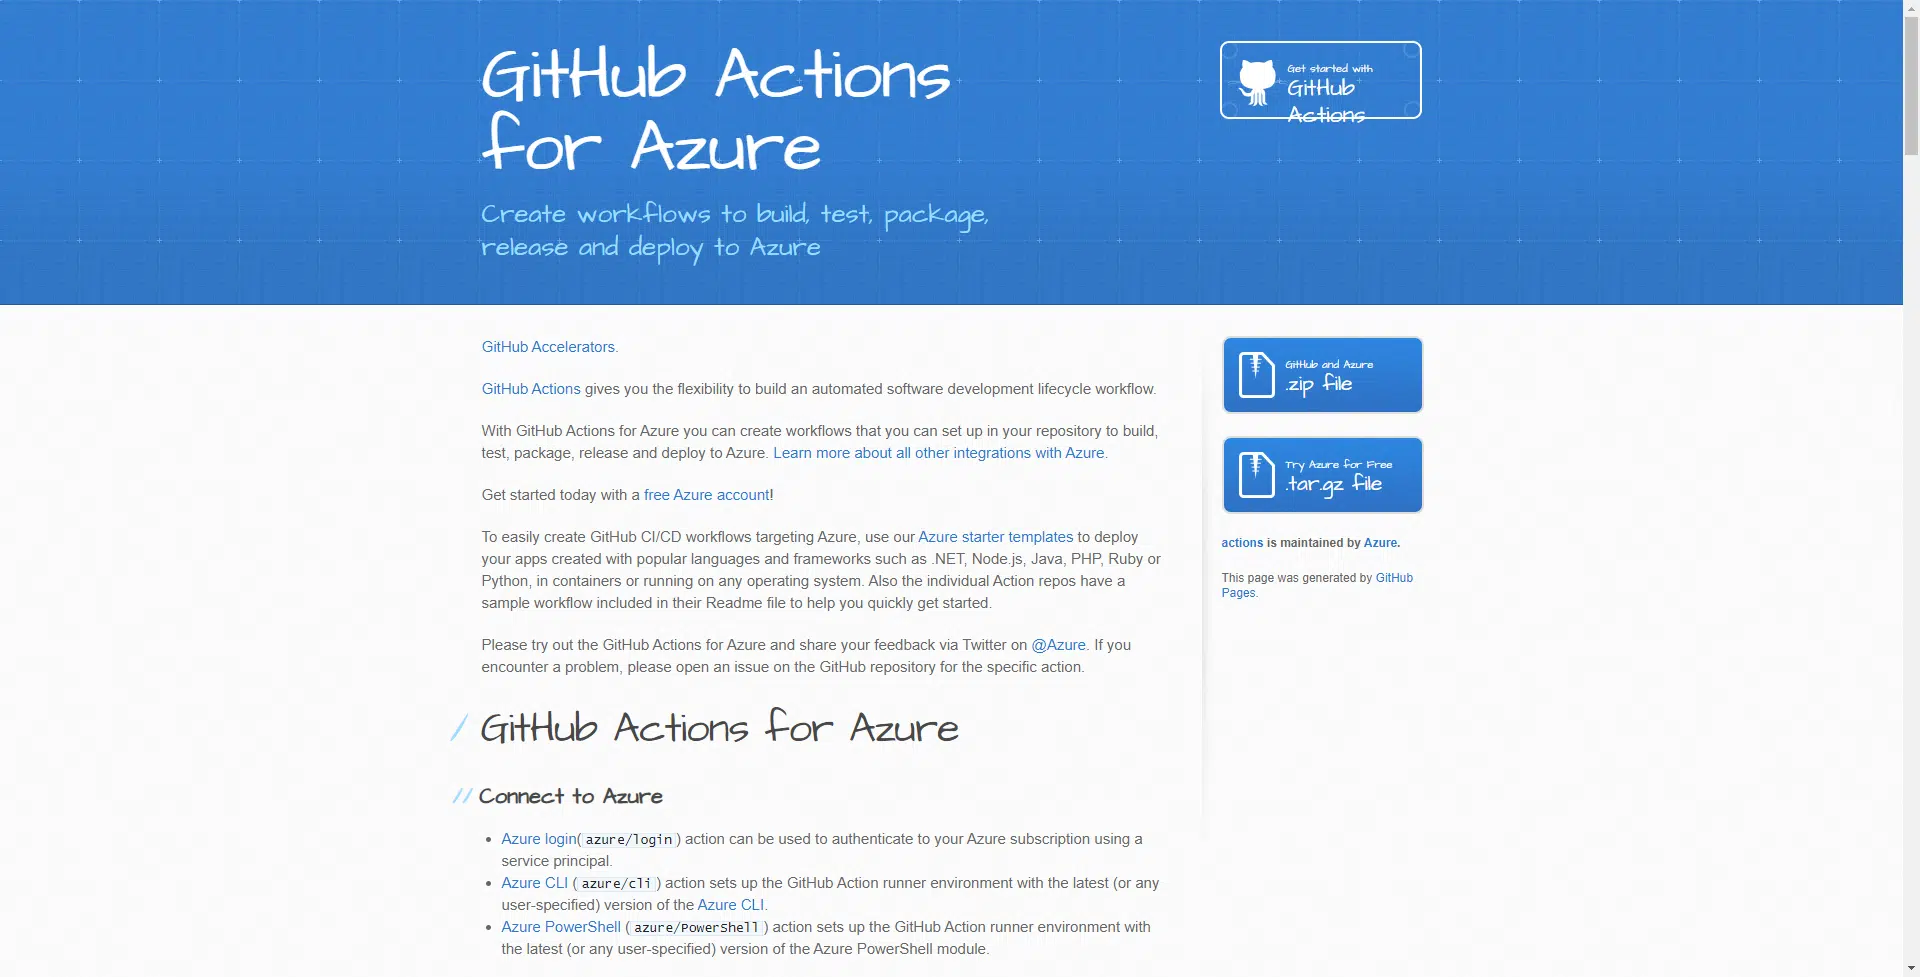 GitHub Actions
for Azure
Create workflows to build, test, package,
release and deploy to Azure
Get started with
GitHub
Actions
GitHub Accelerators.
GitHub Actions gives you the flexibility to build an automated software development lifecycle workflow.
With GitHub Actions for Azure you can create workflows that you can set up in your repository to build,
test, package, release and deploy to Azure. Learn more about all other integrations with Azure.
Get started today with a free Azure account!
To easily create GitHub CI/CD workflows targeting Azure, use our Azure starter templates to deploy
your apps created with popular languages and frameworks such as .NET, Node.js, Java, PHP, Ruby or
Python, in containers or running on any operating system. Also the individual Action repos have a
sample workflow included in their Readme file to help you quickly get started.
Please try out the GitHub Actions for Azure and share your feedback via Twitter on @Azure. If you
encounter a problem, please open an issue on the GitHub repository for the specific action.
/ GitHub Actions for Azure
// Connect to Azure
• Azure login(azure/login) action can be used to authenticate to your Azure subscription using a
service principal.
• Azure CLI (azure/cli) action sets up the GitHub Action runner environment with the latest (or any
user-specified) version of the Azure CLI.
• Azure PowerShell (azure/PowerShell) action sets up the GitHub Action runner environment with
the latest (or any user-specified) version of the Azure PowerShell module.
GitHub and Azure
.zip file
Try Azure for Free
.tar.gz file
actions is maintained by Azure.
This page was generated by GitHub
Pages.